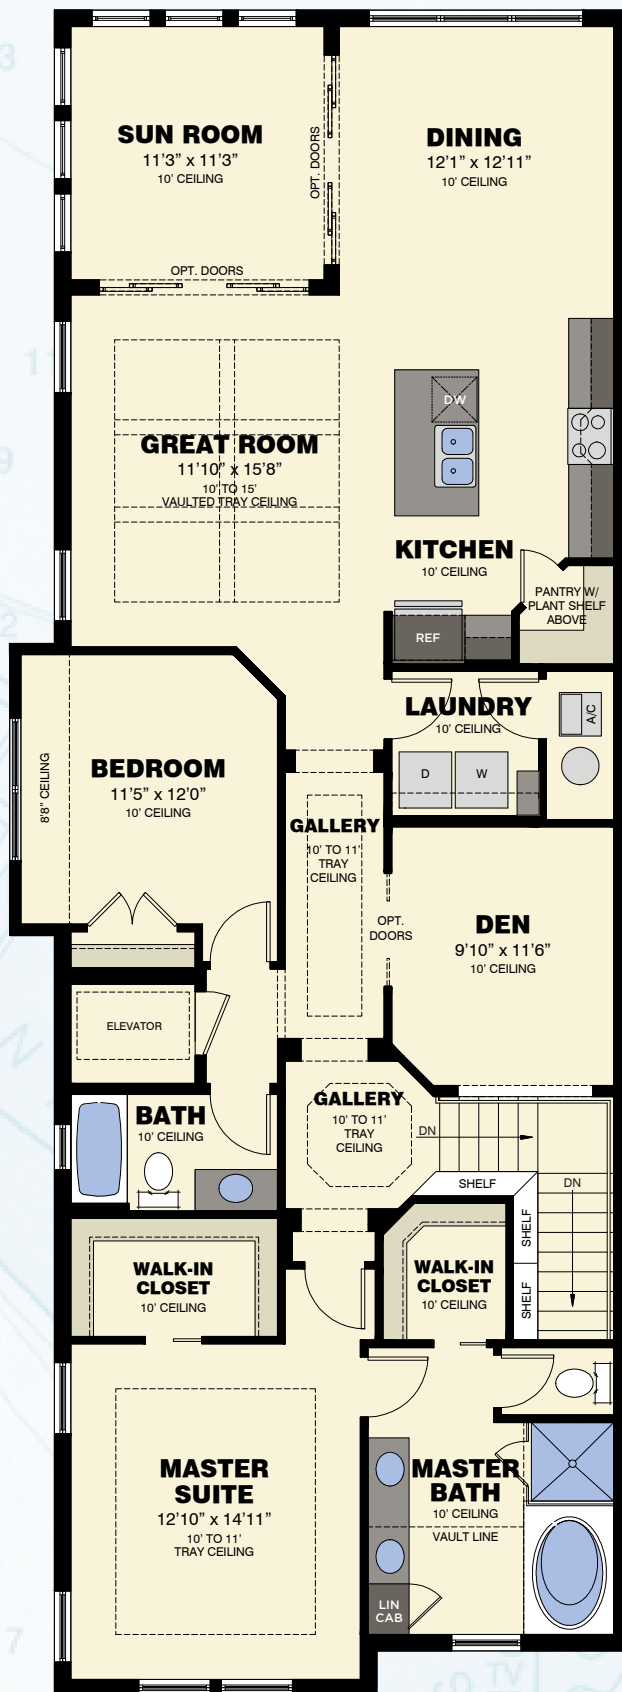 SUN ROOM
11'3" x 11'3"
10' CEILING
OPT. DOORS
DINING
12'1" x 12'11"
10' CEILING
OPT. DOORS
GREAT ROOM
11'10" x 15'8"
10' TO 15'
VAULTED TRAY CEILING
DW
KITCHEN
10' CEILING
PANTRY W/
PLANT SHELF
ABOVE
REF
LAUNDRY
10' CEILING
A/C
D
W
BEDROOM
11'5" x 12'0"
10' CEILING
8'8" CEILING
GALLERY
10' TO 11'
TRAY
CEILING
OPT.
DOORS
DEN
9'10" x 11'6"
10' CEILING
ELEVATOR
GALLERY
10' TO 11'
TRAY
CEILING
BATH
10' CEILING
DN
SHELF
DN
SHELF
SHELF
WALK-IN
CLOSET
10' CEILING
WALK-IN
CLOSET
10' CEILING
MASTER
SUITE
12'10" x 14'11"
10' TO 11'
TRAY CEILING
MASTER
BATH
10' CEILING
VAULT LINE
LIN
CAB
TV